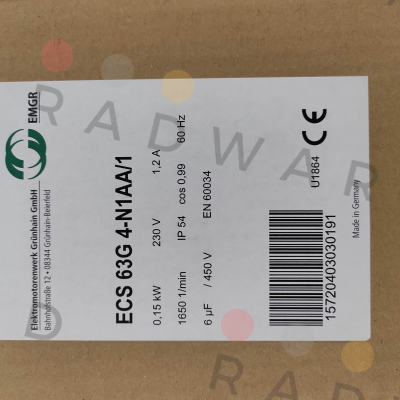 EMGR
Elektromotorenwerk Grünhain GmbH
Bahnhofstraße 12 • 08344 Grünhain-Beierfeld
ECS 63G 4-N1AA/1
0,15 kW 230 V 1,2 A
1650 1/min IP 54 cos 0,99 60 Hz
6 µF / 450 V EN 60034
CE
U1864
15720403030191
Made in Germany
RADWAR
RADWAR